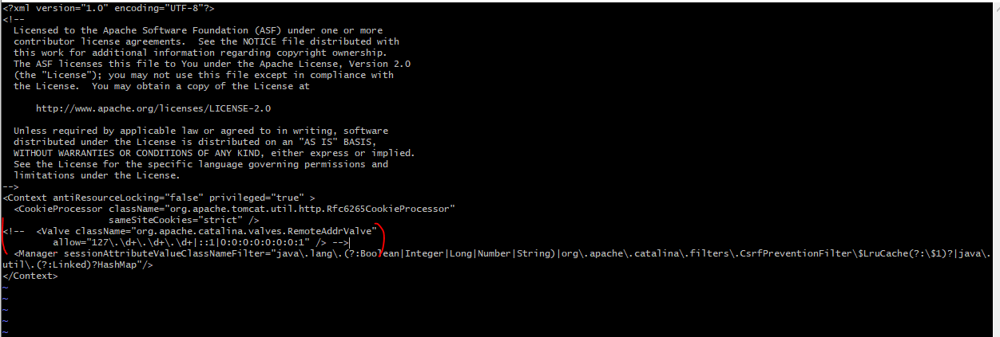 <?xml version="1.0" encoding="UTF-8"?>
<!--
  Licensed to the Apache Software Foundation (ASF) under one or more
  contributor license agreements.  See the NOTICE file distributed with
  this work for additional information regarding copyright ownership.
  The ASF licenses this file to You under the Apache License, Version 2.0
  (the "License"); you may not use this file except in compliance with
  the License.  You may obtain a copy of the License at

      http://www.apache.org/licenses/LICENSE-2.0

  Unless required by applicable law or agreed to in writing, software
  distributed under the License is distributed on an "AS IS" BASIS,
  WITHOUT WARRANTIES OR CONDITIONS OF ANY KIND, either express or implied.
  See the License for the specific language governing permissions and
  limitations under the License.
-->
<Context antiResourceLocking="false" privileged="true" >
  <CookieProcessor className="org.apache.tomcat.util.http.Rfc6265CookieProcessor"
                   sameSiteCookies="strict" />
<!--  <Valve className="org.apache.catalina.valves.RemoteAddrValve"
         allow="127\.\d+\.\d+\.\d+|::1|0:0:0:0:0:0:0:1" /> -->
  <Manager sessionAttributeValueClassNameFilter="java\.lang\.(?:Boolean|Integer|Long|Number|String)|org\.apache\.catalina\.filters\.CsrfPreventionFilter\$LruCache(?:\$1)?|java\.
util\.(?:Linked)?HashMap"/>
</Context>
~
~
~
~
~